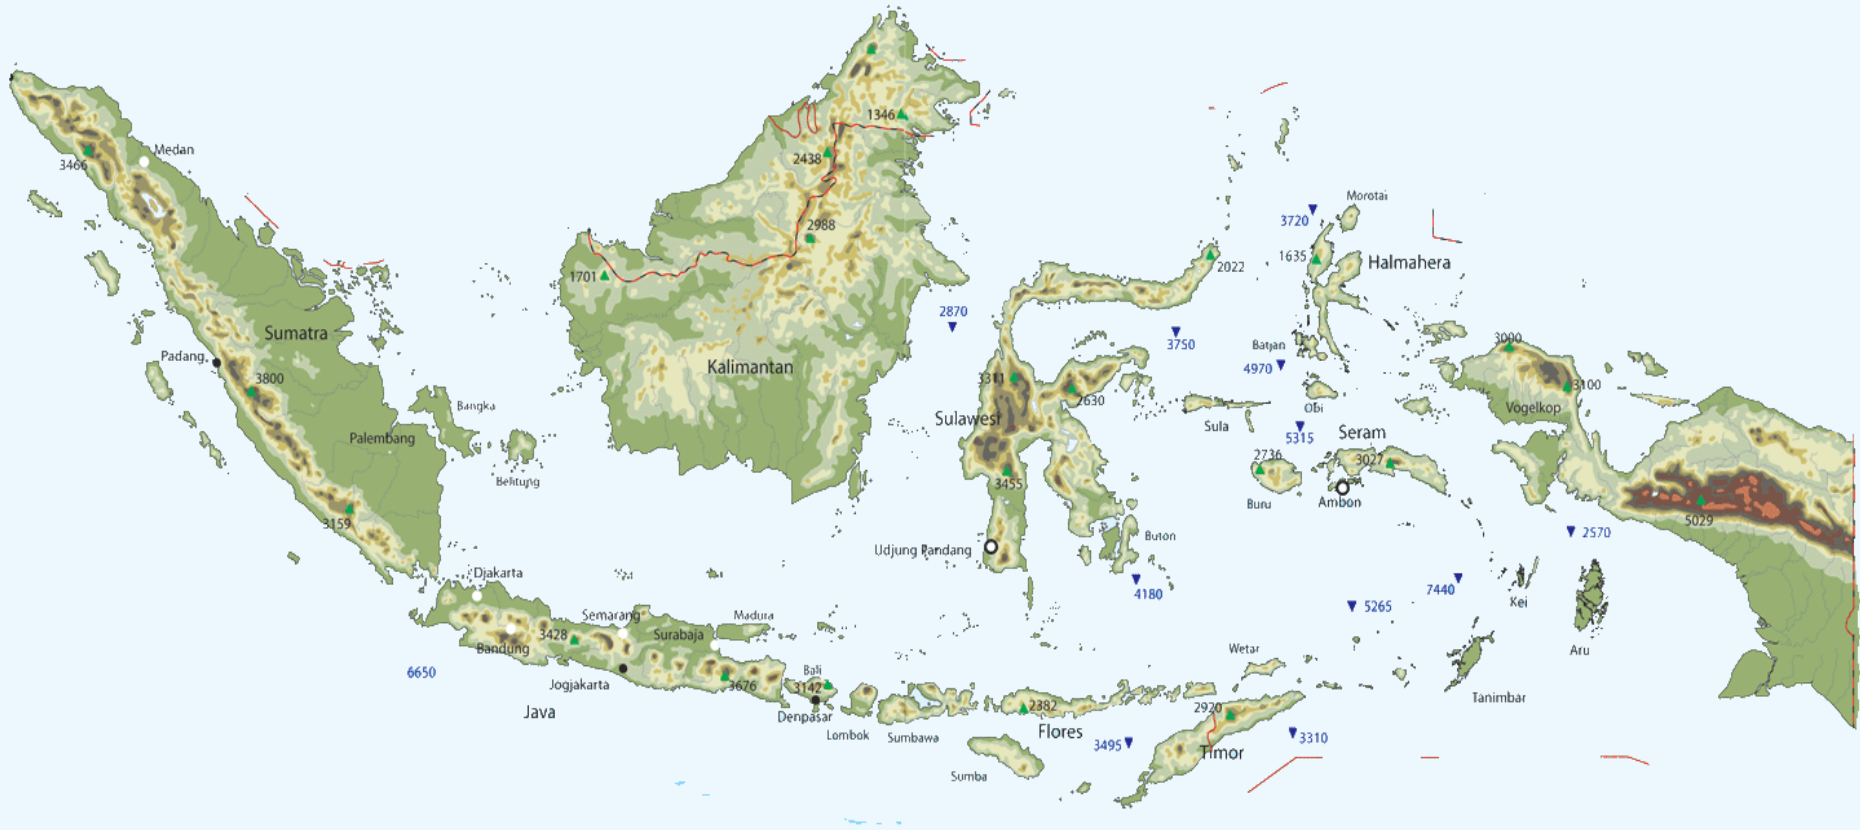 1346
Medan
2438
3466
Morotai
3720
2988
1635
Halmahera
2022
1701
2870
Sumatra
3750
3000
Batjan
Padang
4970
Kalimantan
3800
3311
3100
2630
Bangka
Obi
Vogelkop
Sulawesi
Sula
Palembang
5315
Seram
2736
3027
Belitung
3455
Buru
Ambon
3159
5029
2570
Buton
Udjung Pandang
Djakarta
7440
4180
Kei
5265
Semarang
Madura
3428
Surabaja
Bandung
Wetar
Aru
6650
Bali
Jogjakarta
3676
3142
Tanimbar
Java
Denpasar
2382
2920
Lombok
Sumbawa
Flores
3495
3310
Timor
Sumba